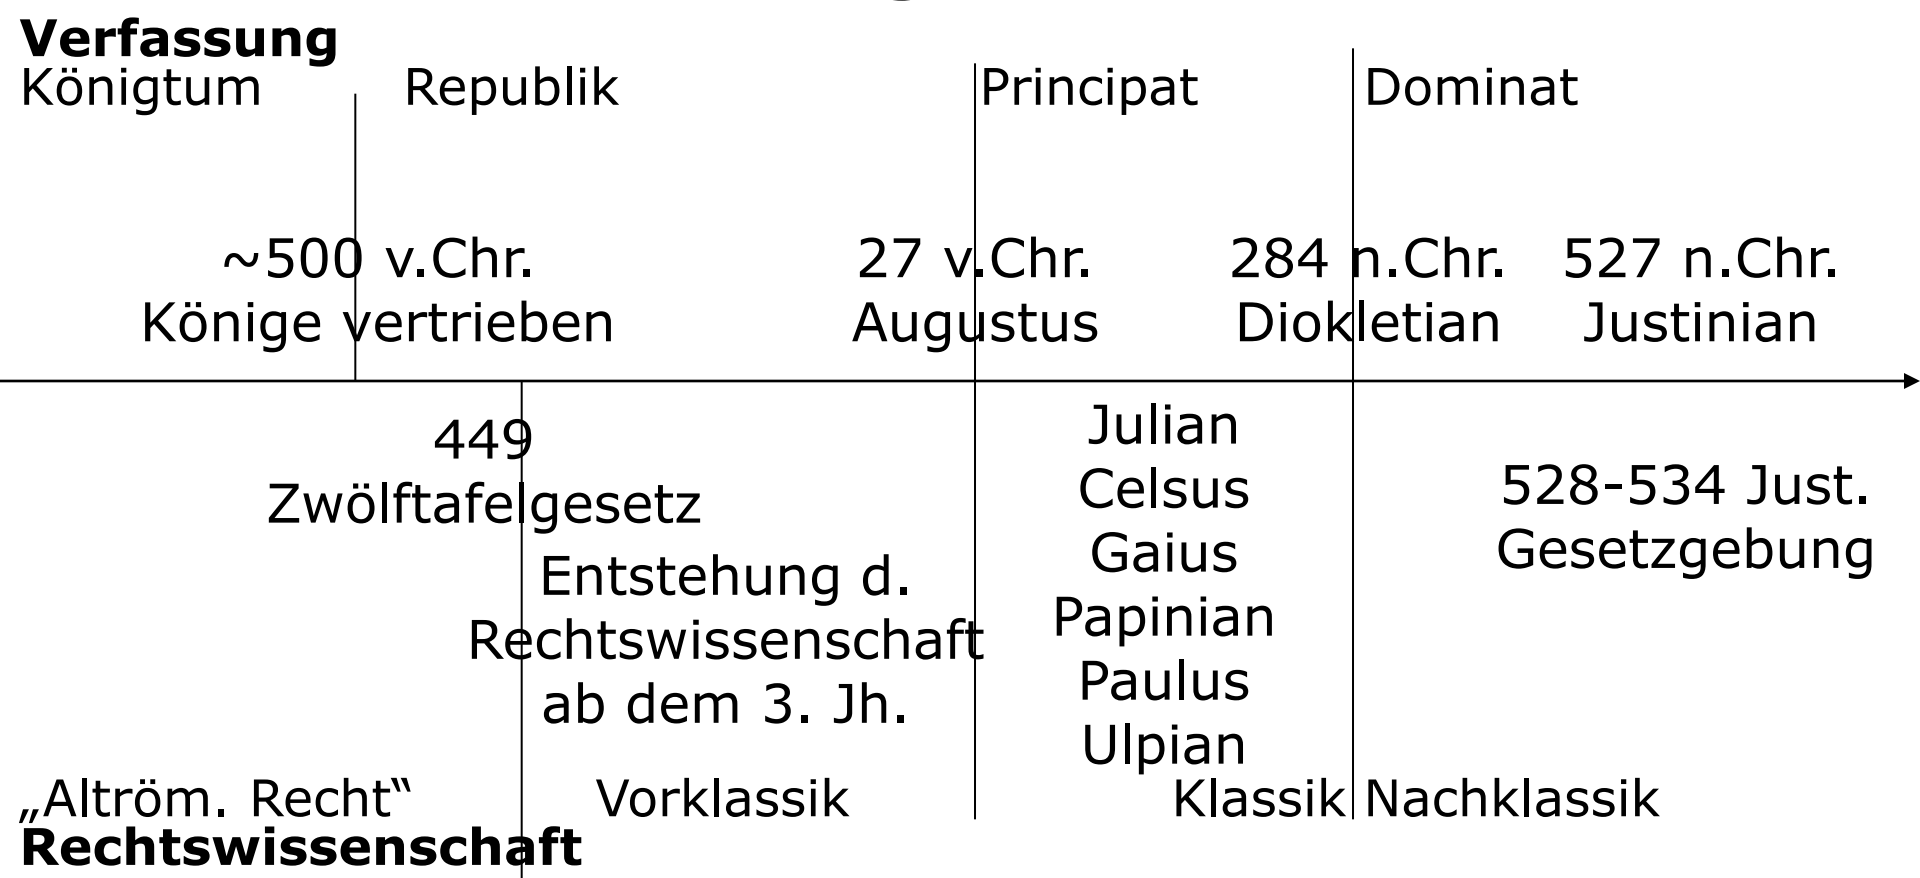 Verfassung
Königtum Republik Principat Dominat
~500 v.Chr. 27 v.Chr. 284 n.Chr. 527 n.Chr.
Könige vertrieben Augustus Diokletian Justinian
449
Zwölftafelgesetz
Entstehung d.
Rechtswissenschaft
ab dem 3. Jh.
Julian
Celsus
Gaius
Papinian
Paulus
Ulpian
528-534 Just.
Gesetzgebung
„Altröm. Recht“ Vorklassik Klassik Nachklassik
Rechtswissenschaft